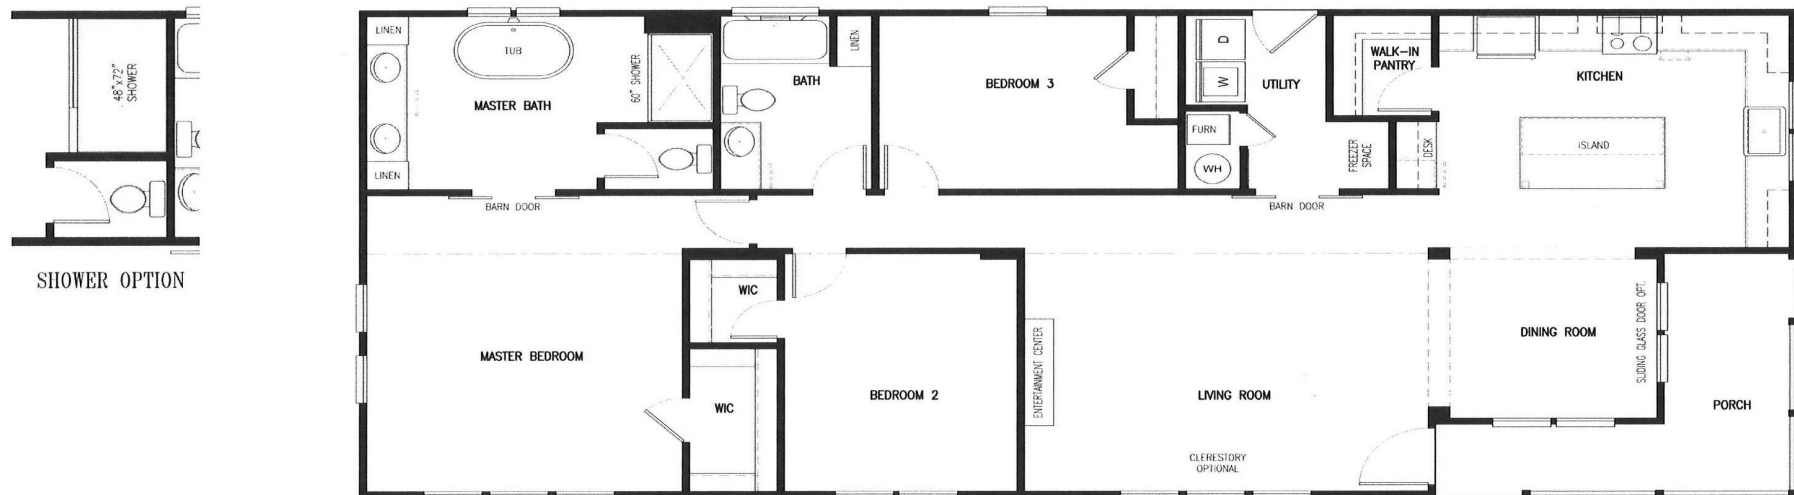 48"X72"
SHOWER
SHOWER OPTION
LINEN
TUB
MASTER BATH
60" SHOWER
LINEN
BARN DOOR
BATH
LINEN
BEDROOM 3
D
W
UTILITY
FURN
WH
FREEZER
SPACE
BARN DOOR
WALK-IN
PANTRY
DESK
KITCHEN
ISLAND
MASTER BEDROOM
WIC
WIC
BEDROOM 2
ENTERTAINMENT CENTER
LIVING ROOM
CLERESTORY
OPTIONAL
DINING ROOM
SLIDING GLASS DOOR OPT.
PORCH